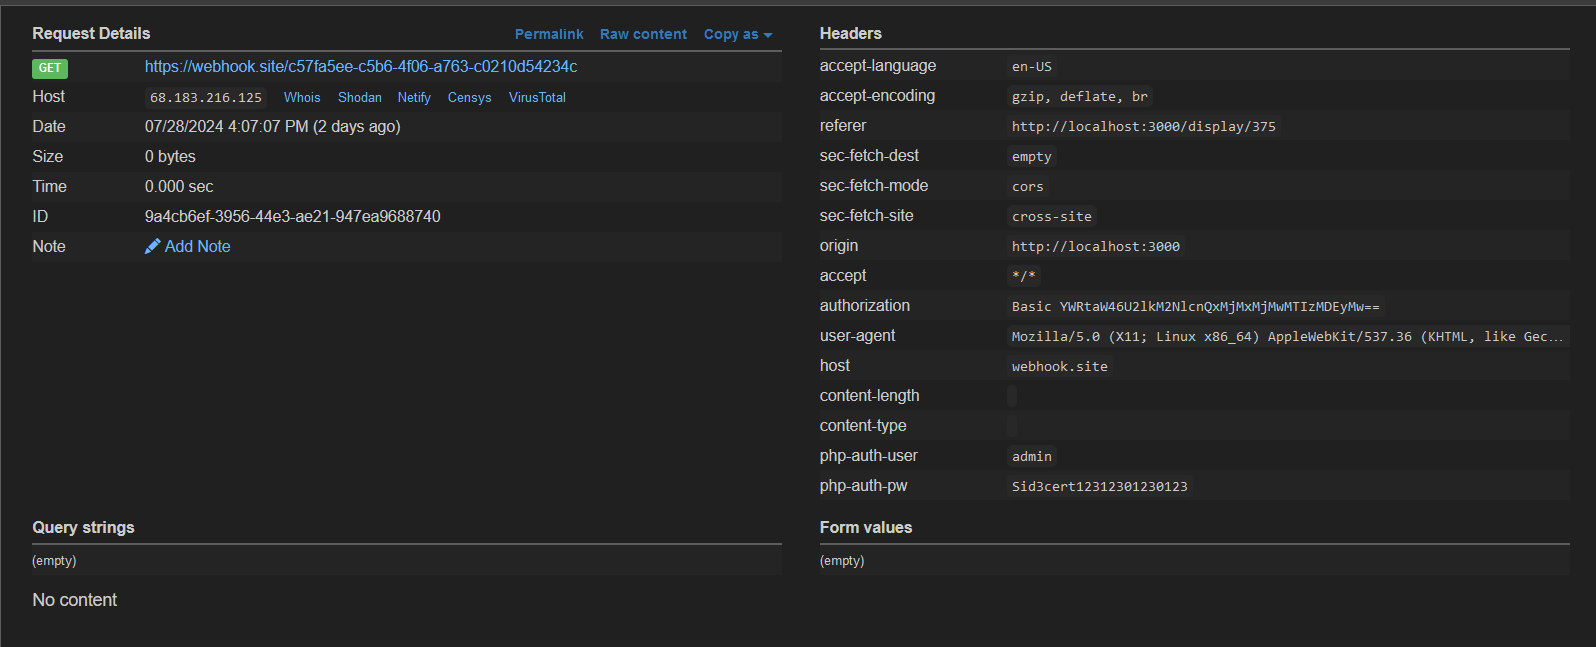 Request Details Permalink Raw content Copy as
GET https://webhook.site/c57fa5ee-c5b6-4f06-a763-c0210d54234c
Host 68.183.216.125 Whois Shodan Netify Censys VirusTotal
Date 07/28/2024 4:07:07 PM (2 days ago)
Size 0 bytes
Time 0.000 sec
ID 9a4cb6ef-3956-44e3-ae21-947ea9688740
Note Add Note
Headers
accept-language en-US
accept-encoding gzip, deflate, br
referer http://localhost:3000/display/375
sec-fetch-dest empty
sec-fetch-mode cors
sec-fetch-site cross-site
origin http://localhost:3000
accept */*
authorization Basic YWRtaW46U2lkM2NlcnQxMjMxMjMwMTIzMDEyMw==
user-agent Mozilla/5.0 (X11; Linux x86_64) AppleWebKit/537.36 (KHTML, like Gec...
host webhook.site
content-length
content-type
php-auth-user admin
php-auth-pw Sid3cert12312301230123
Query strings
(empty)
Form values
(empty)
No content